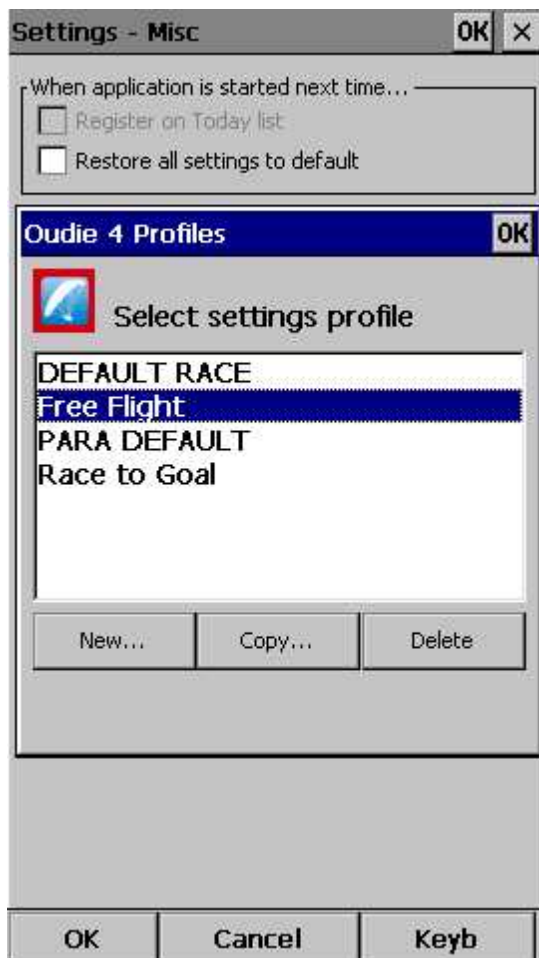 Settings - Misc OK ×
When application is started next time...
Register on Today list
Restore all settings to default
Oudie 4 Profiles OK
Select settings profile
DEFAULT RACE
Free Flight
PARA DEFAULT
Race to Goal
New... Copy... Delete
OK Cancel Keyb